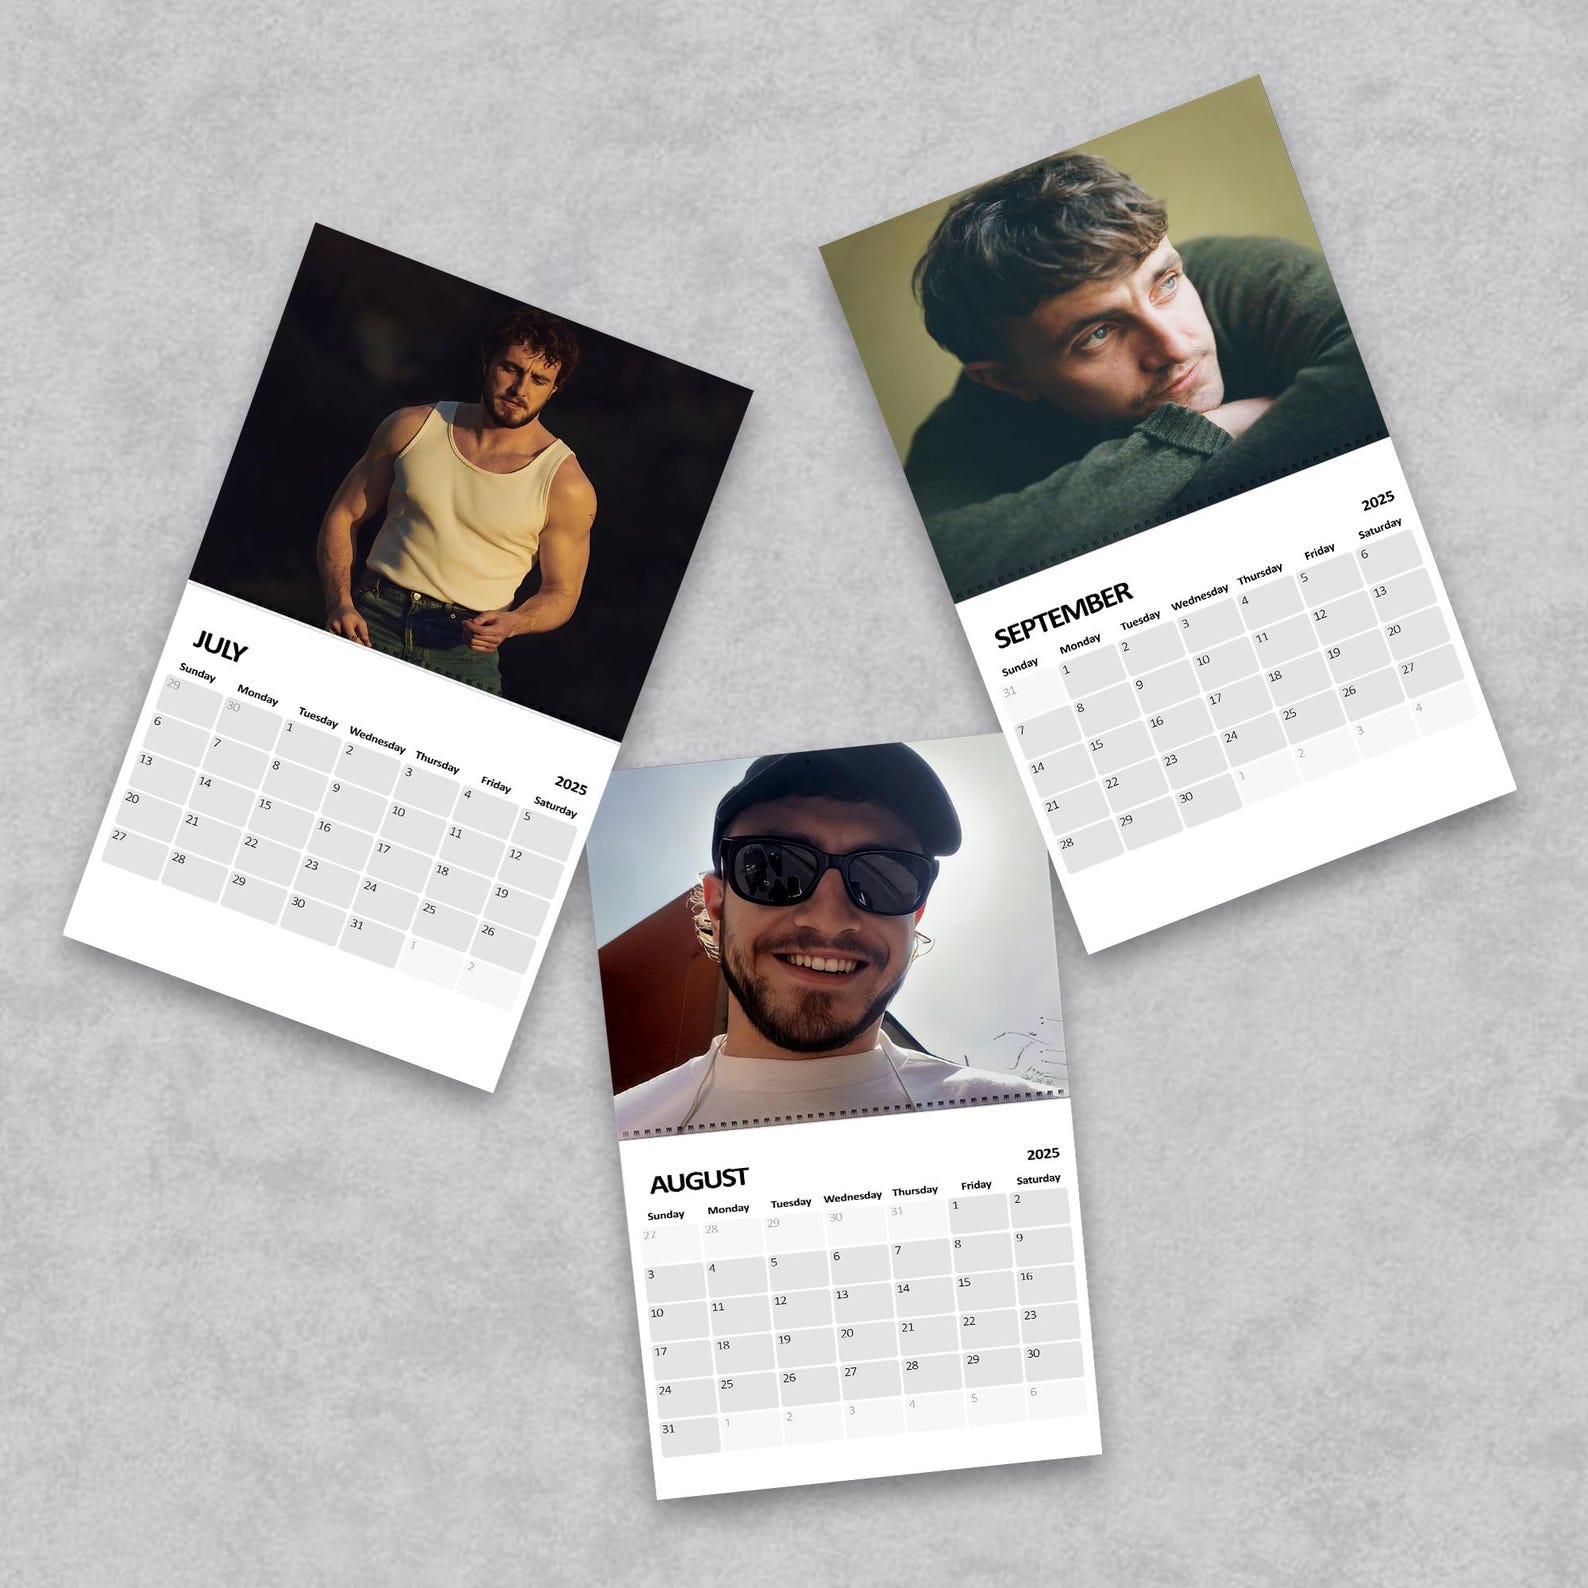 JULY
2025
Sunday Monday Tuesday Wednesday Thursday Friday Saturday
29 30 1 2 3 4 5
6 7 8 9 10 11 12
13 14 15 16 17 18 19
20 21 22 23 24 25 26
27 28 29 30 31 1 2
SEPTEMBER
2025
Sunday Monday Tuesday Wednesday Thursday Friday Saturday
31 1 2 3 4 5 6
7 8 9 10 11 12 13
14 15 16 17 18 19 20
21 22 23 24 25 26 27
28 29 30 1 2 3 4
AUGUST
2025
Sunday Monday Tuesday Wednesday Thursday Friday Saturday
27 28 29 30 31 1 2
3 4 5 6 7 8 9
10 11 12 13 14 15 16
17 18 19 20 21 22 23
24 25 26 27 28 29 30
31 1 2 3 4 5 6